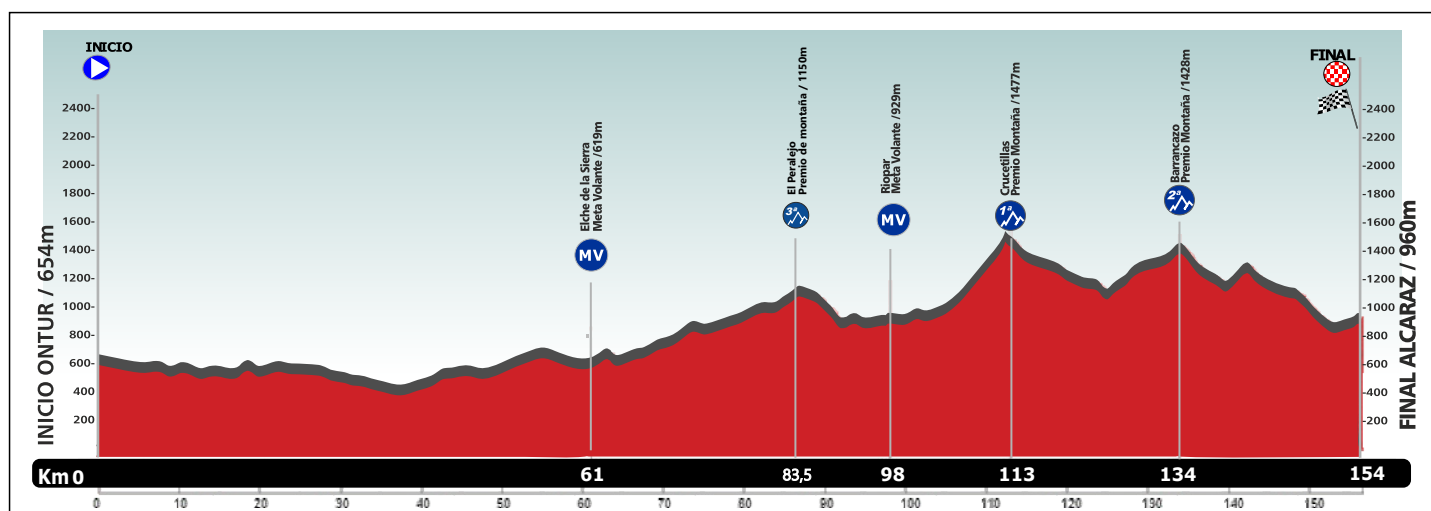 INICIO
FINAL
INICIO ONTUR / 654m
2400-
2200-
2000-
1800-
1600-
1400-
1200-
1000-
800-
600-
400-
200
Elche de la Sierra
Meta Volante /619m
MV
El Peralejo
Premio de montaña / 1150m
3ª
Riopar
Meta Volante /929m
MV
Crucetillas
Premio Montaña /1477m
1ª
Barrancazo
Premio Montaña /1428m
2ª
-2400
-2200
-2000
-1800
-1600
-1400
-1200
-1000
-800
-600
-400
-200
FINAL ALCARAZ / 960m
Km 0 61 83,5 98 113 134 154
0 10 20 30 40 50 60 70 80 90 100 110 120 130 140 150